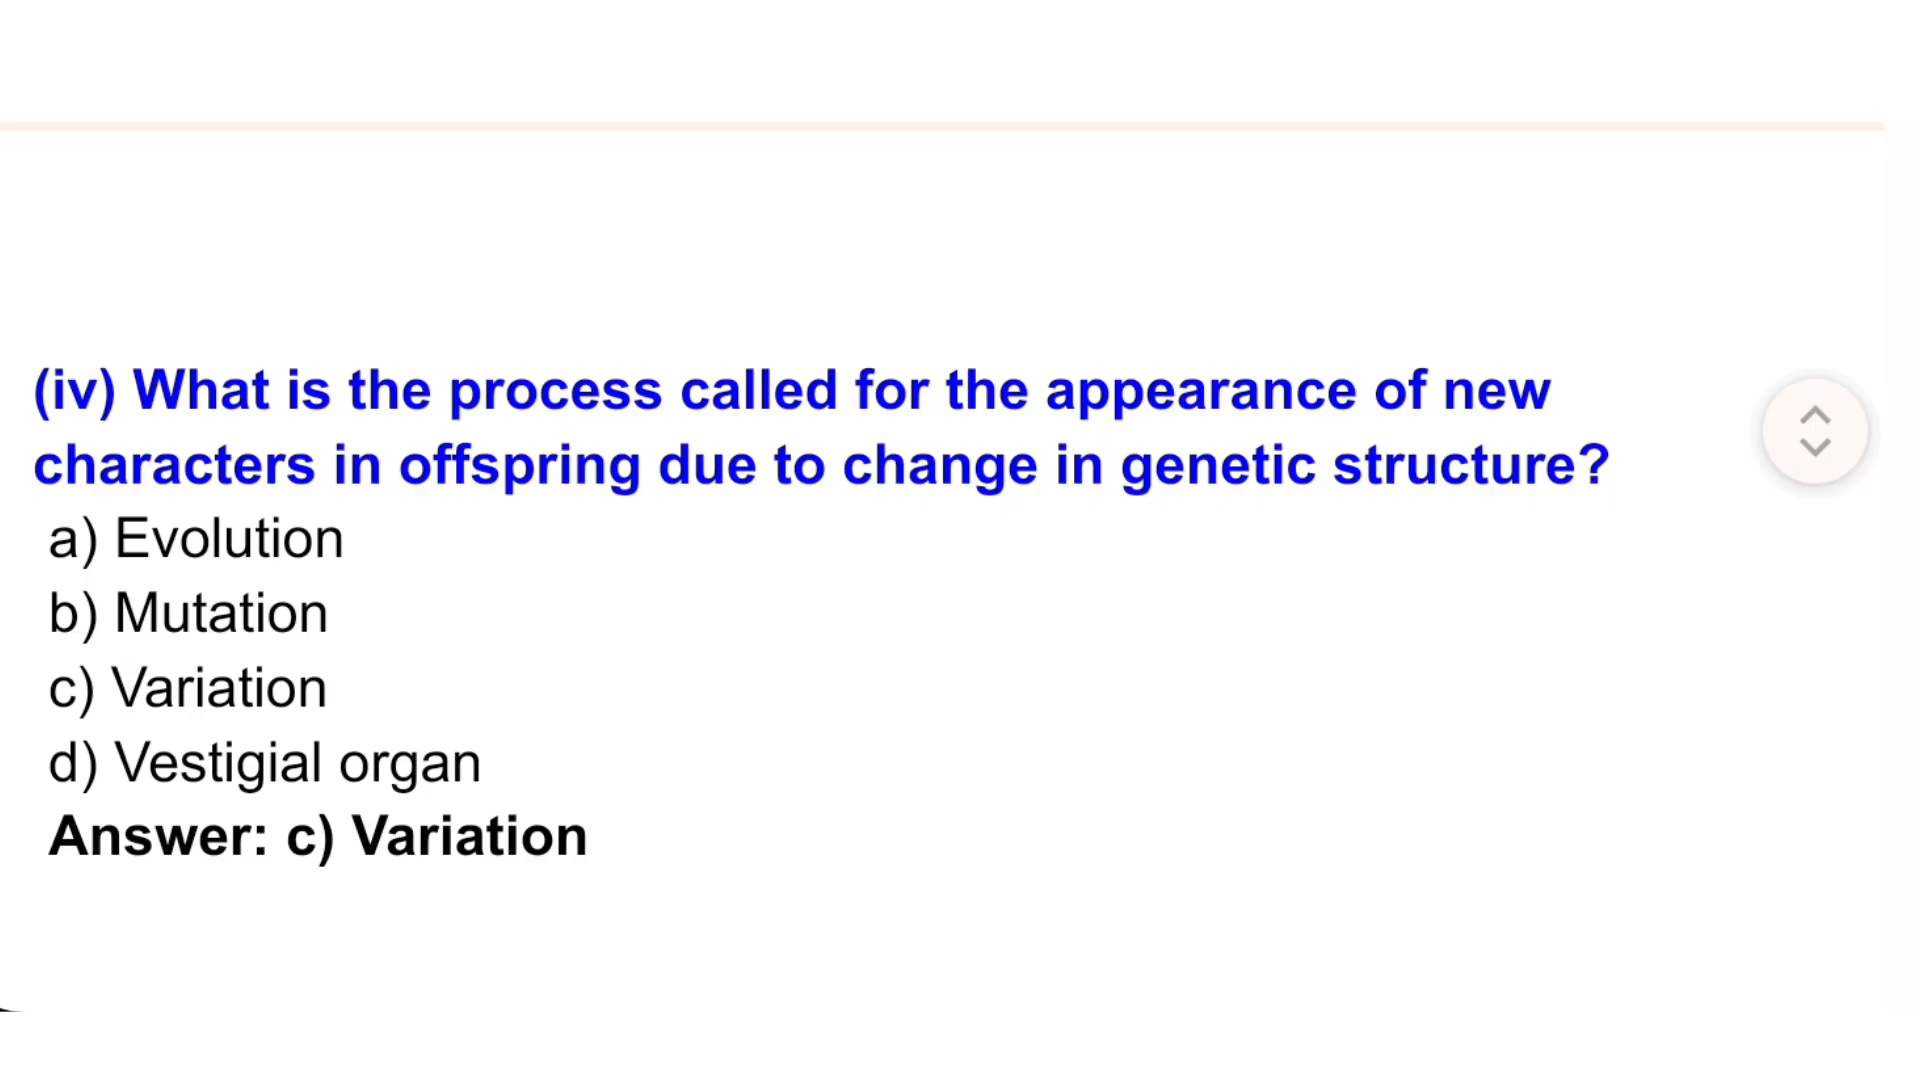 (iv) What is the process called for the appearance of new
characters in offspring due to change in genetic structure?
a) Evolution
b) Mutation
c) Variation
d) Vestigial organ
Answer: c) Variation